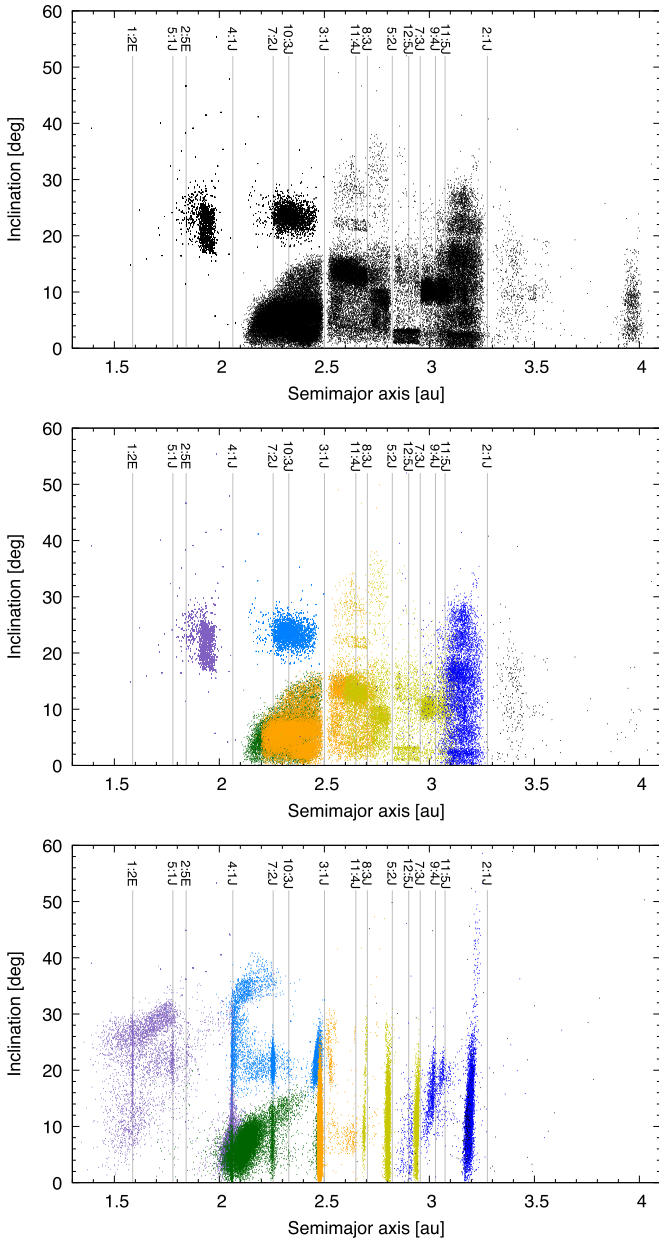 60
50
40
30
20
10
0
Inclination [deg]
1:2E
5:1J
2:5E
4:1J
7:2J
10:3J
3:1J
11:4J
8:3J
5:2J
12:5J
7:3J
9:4J
11:5J
2:1J
1.5 2 2.5 3 3.5 4
Semimajor axis [au]
60
50
40
30
20
10
0
Inclination [deg]
1:2E
5:1J
2:5E
4:1J
7:2J
10:3J
3:1J
11:4J
8:3J
5:2J
12:5J
7:3J
9:4J
11:5J
2:1J
1.5 2 2.5 3 3.5 4
Semimajor axis [au]
60
50
40
30
20
10
0
Inclination [deg]
1:2E
5:1J
2:5E
4:1J
7:2J
10:3J
3:1J
11:4J
8:3J
5:2J
12:5J
7:3J
9:4J
11:5J
2:1J
1.5 2 2.5 3 3.5 4
Semimajor axis [au]